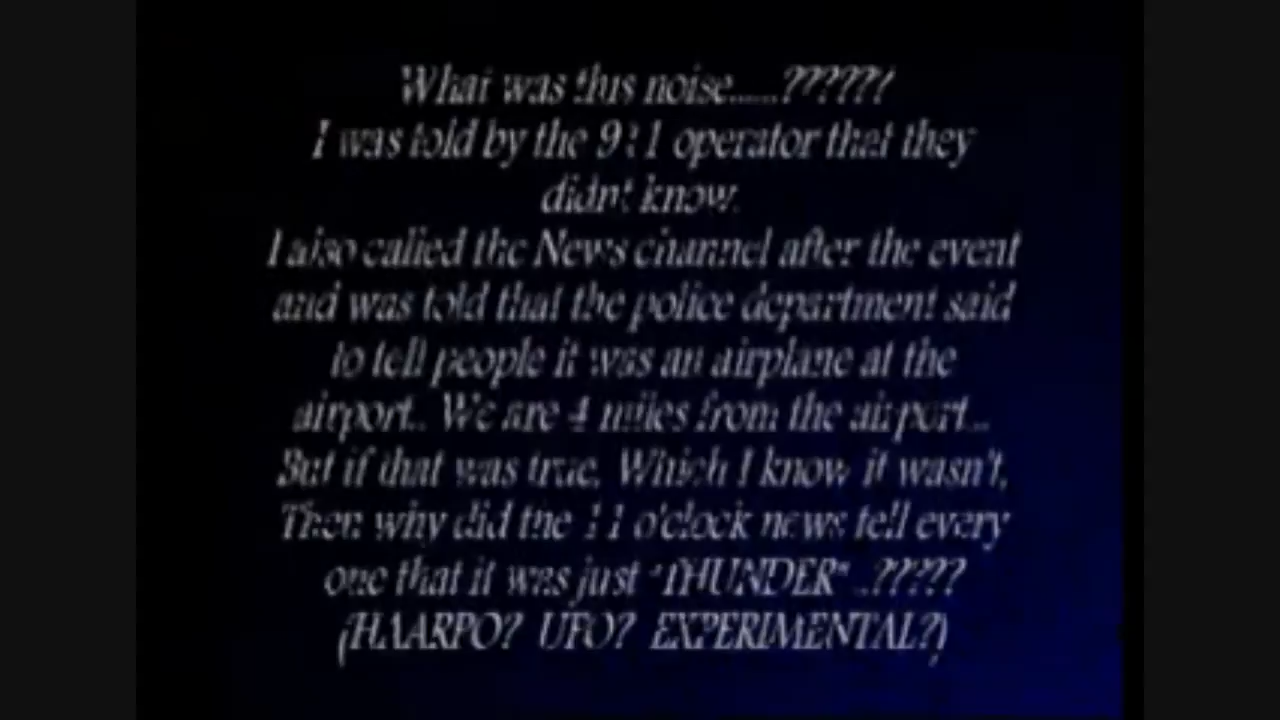 What was this noise......??????
I was told by the 911 operator that they
didnt know.
I also called the News channel after the event
and was told that the police department said
to tell people it was an airplane at the
airport.. We are 4 miles from the airport...
But if that was true, Which I know it wasn't,
Then why did the 11 o'clock news tell every
one that it was just "THUNDER" ..?????
(HAARPO? UFO? EXPERIMENTAL?)